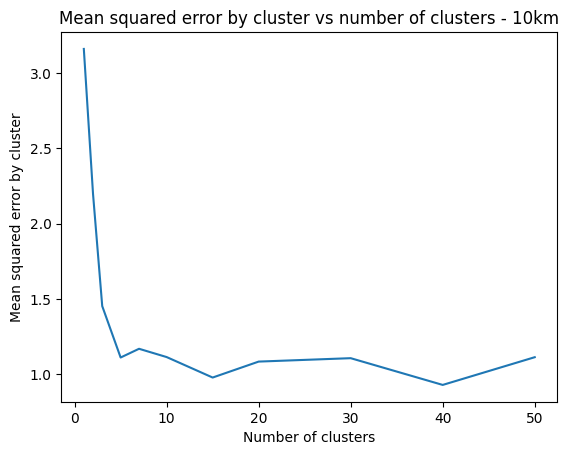 Mean squared error by cluster vs number of clusters - 10km
Mean squared error by cluster
3.0
2.5
2.0
1.5
1.0
0 10 20 30 40 50
Number of clusters